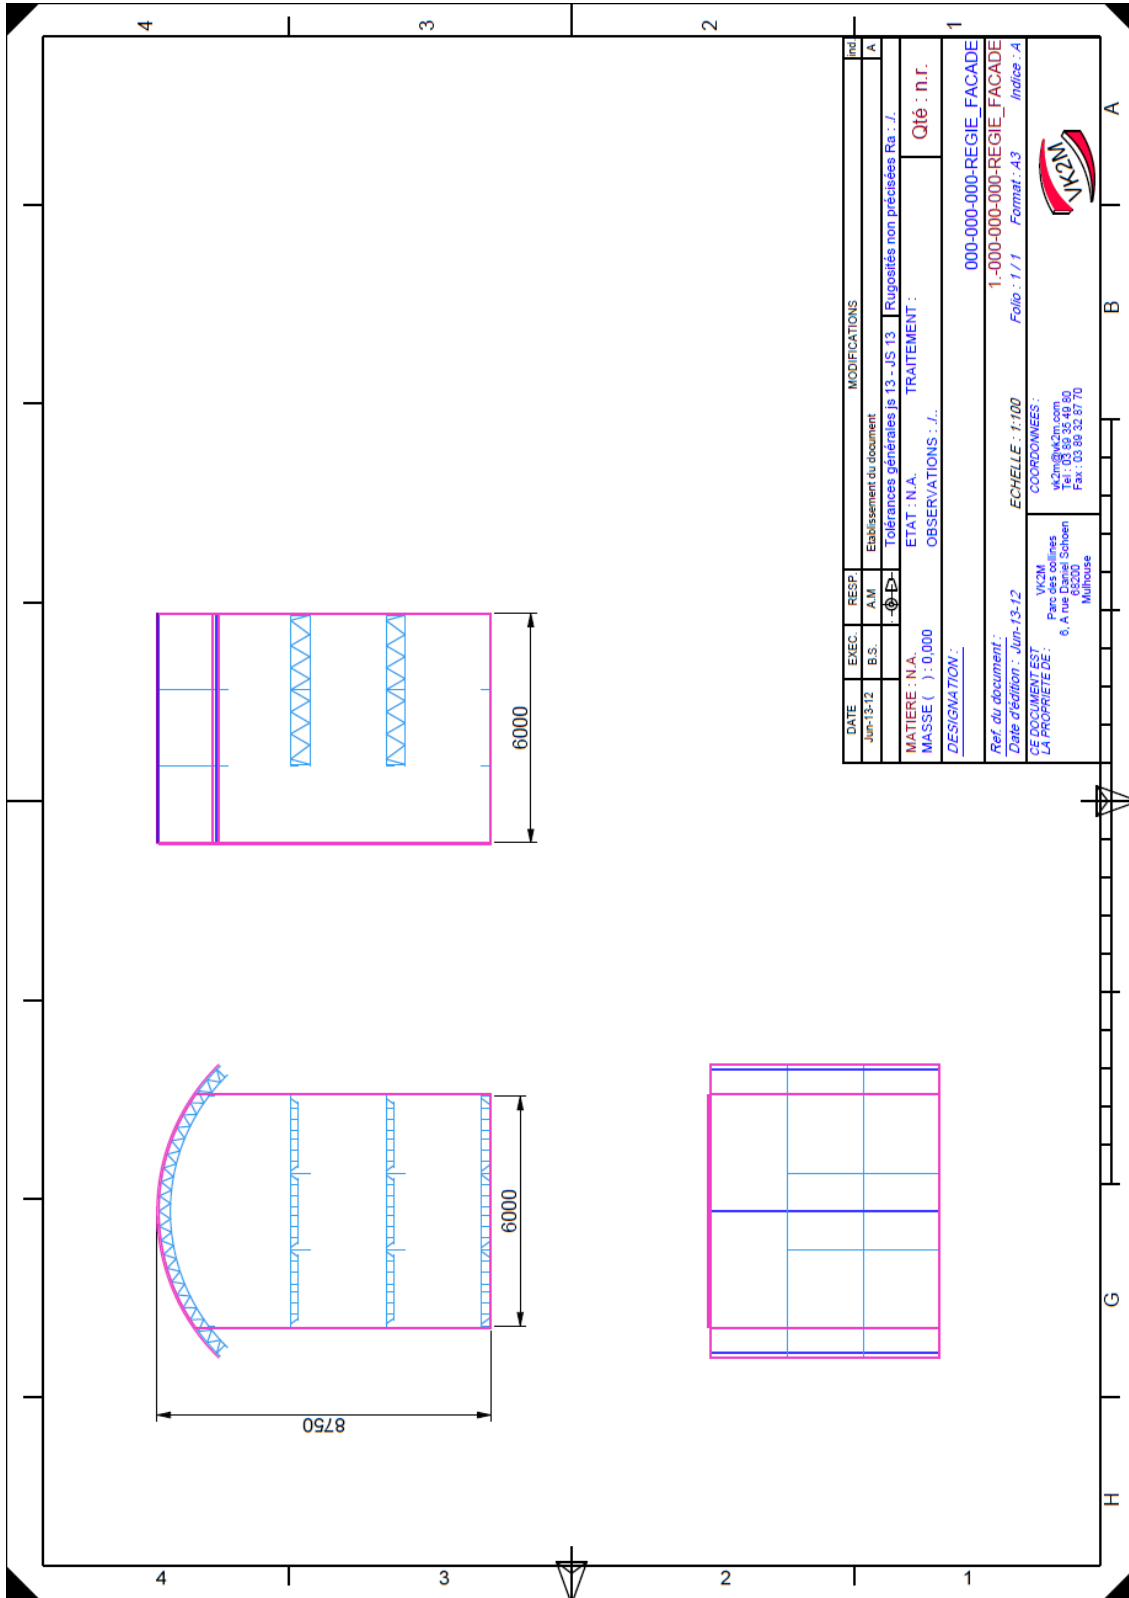 4
3
2
1
ind.
MODIFICATIONS
RESP.
EXEC.
DATE
A
Etablissement du document
A.M
B.S.
Jun-13-12
Tolérances générales js 13 - JS 13
Rugosités non précisées Ra : ./.
MATIERE : N.A.
ETAT : N.A.
TRAITEMENT :
Qté : n.r.
MASSE ( ) : 0,000
OBSERVATIONS : ./..
DESIGNATION :
000-000-000-REGIE_FACADE
Ref. du document :
1.-000-000-000-REGIE_FACADE
Date d'édition : Jun-13-12
ECHELLE : 1:100
Folio : 1 / 1
Format : A3
Indice : A
CE DOCUMENT EST
LA PROPRIETE DE :
VK2M
Parc des collines
6, A rue Daniel Schoen
68200
Mulhouse
COORDONNEES :
vk2m@vk2m.com
Tel : 03 89 35 49 80
Fax : 03 89 32 87 70
VK2M
A
B
G
H
6000
6000
8750
4
3
2
1